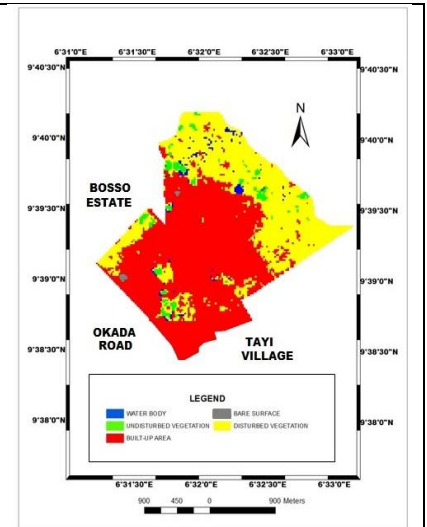 6°31'0"E 6°31'30"E 6°32'0"E 6°32'30"E 6°33'0"E
9°40'30"N 9°40'30"N
N
9°40'0"N 9°40'0"N
BOSSO
ESTATE
9°39'30"N 9°39'30"N
9°39'0"N 9°39'0"N
OKADA
ROAD
TAYI
VILLAGE
9°38'30"N 9°38'30"N
LEGEND
WATER BODY BARE SURFACE
UNDISTURBED VEGETATION DISTURBED VEGETATION
BUILT-UP AREA
9°38'0"N 9°38'0"N
6°31'30"E 6°32'0"E 6°32'30"E 6°33'0"E
900 450 0 900 Meters